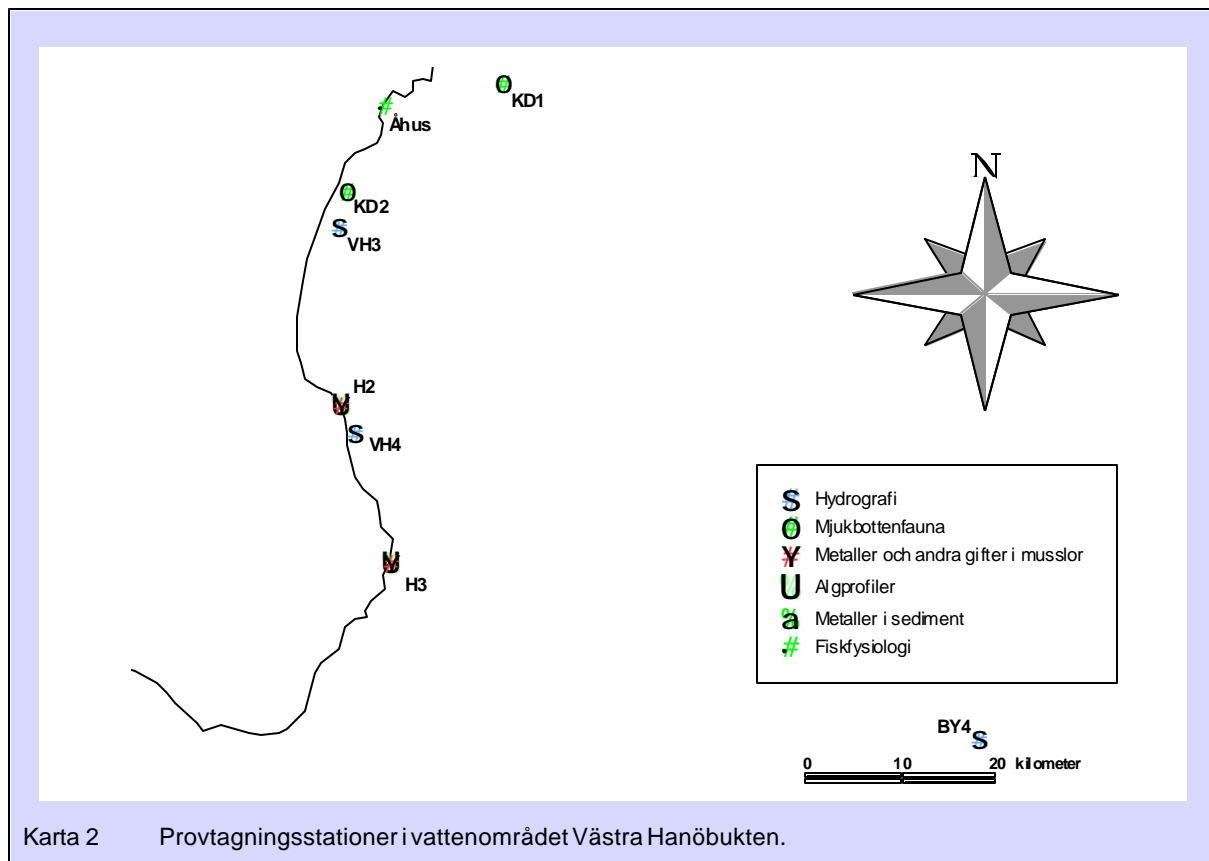 N
O KD1
# Åhus
O KD2
S VH3
H2
U
S VH4
U
H3
S Hydrografi
O Mjukbottenfauna
Y Metaller och andra gifter i musslor
U Algprofiler
a Metaller i sediment
# Fiskfysiologi
BY4 S
0 10 20 kilometer
Karta 2 Provtagningsstationer i vattenområdet Västra Hanöbukten.